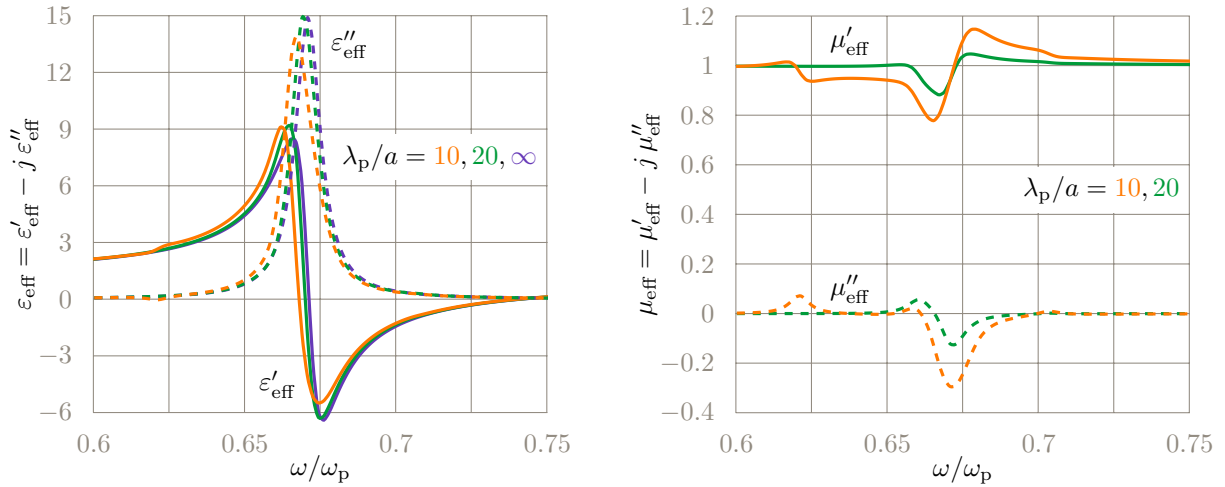 15
12
9
6
3
0
−3
−6
ε″eff
λp/a = 10, 20, ∞
ε′eff
εeff = ε′eff − j ε″eff
0.6
0.65
0.7
0.75
ω/ωp
1.2
1
0.8
0.6
0.4
0.2
0
−0.2
−0.4
μ′eff
λp/a = 10, 20
μ″eff
μeff = μ′eff − j μ″eff
0.6
0.65
0.7
0.75
ω/ωp